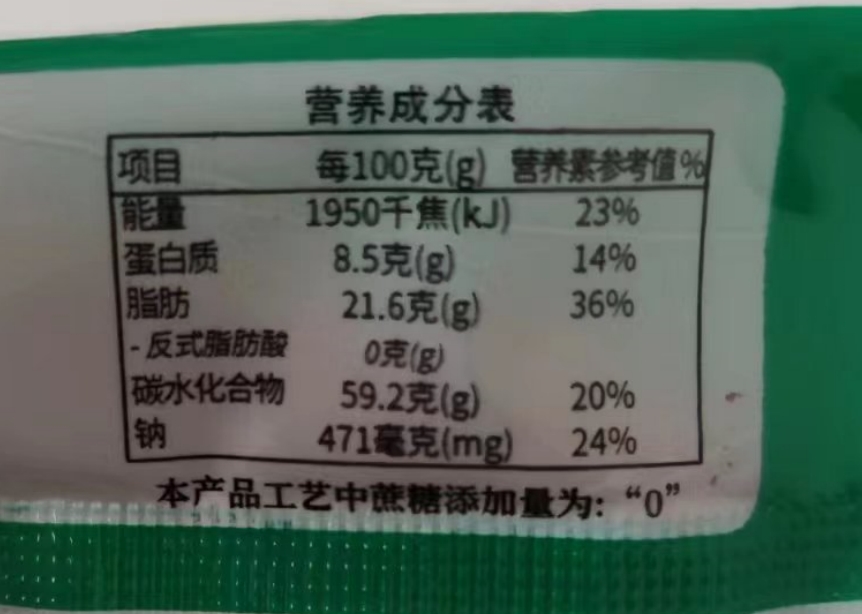 营养成分表
项目 每100克(g) 营养素参考值%
能量 1950千焦(kJ) 23%
蛋白质 8.5克(g) 14%
脂肪 21.6克(g) 36%
- 反式脂肪酸 0克(g)
碳水化合物 59.2克(g) 20%
钠 471毫克(mg) 24%
本产品工艺中蔗糖添加量为:“0”